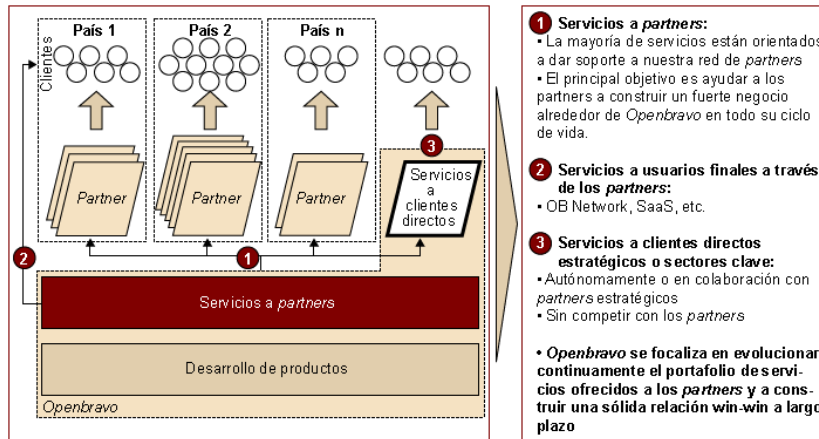 País 1
País 2
País n
Clientes
3
Partner
Partner
Partner
Servicios
a
clientes
directos
2
1
Servicios a partners
Desarrollo de productos
Openbravo
1 Servicios a partners:
• La mayoría de servicios están orientados
a dar soporte a nuestra red de partners
• El principal objetivo es ayudar a los
partners a construir un fuerte negocio
alrededor de Openbravo en todo su ciclo
de vida.
2 Servicios a usuarios finales a través
de los partners:
• OB Network, SaaS, etc.
3 Servicios a clientes directos
estratégicos o sectores clave:
• Autónomamente o en colaboración con
partners estratégicos
• Sin competir con los partners
• Openbravo se focaliza en evolucionar
continuamente el portafolio de servi-
cios ofrecidos a los partners y a cons-
truir una sólida relación win-win a largo
plazo